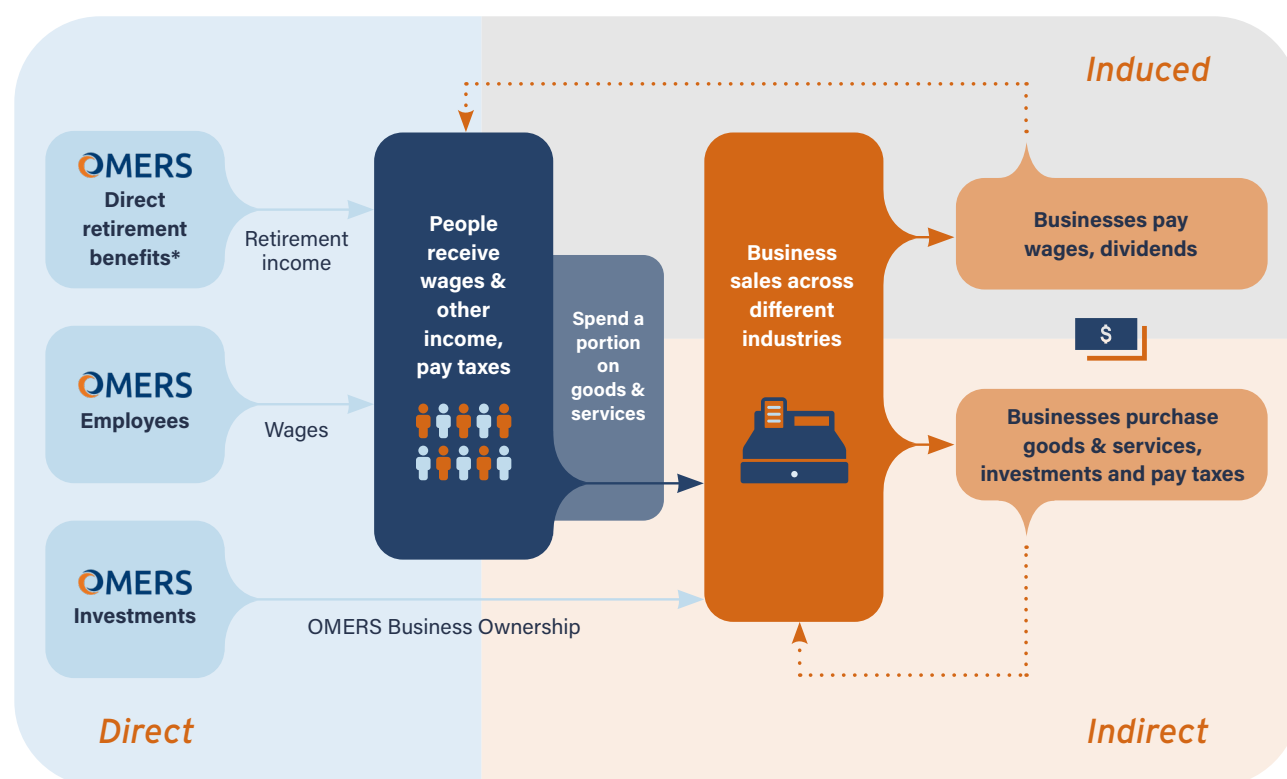 Induced
OMERS
Direct
retirement
benefits*
Retirement
income
People
receive
wages &
other
income,
pay taxes
Spend a
portion
on
goods &
services
Business
sales across
different
industries
Businesses pay
wages, dividends
$
OMERS
Employees
Wages
Businesses purchase
goods & services,
investments and pay taxes
OMERS
Investments
OMERS Business Ownership
Direct
Indirect